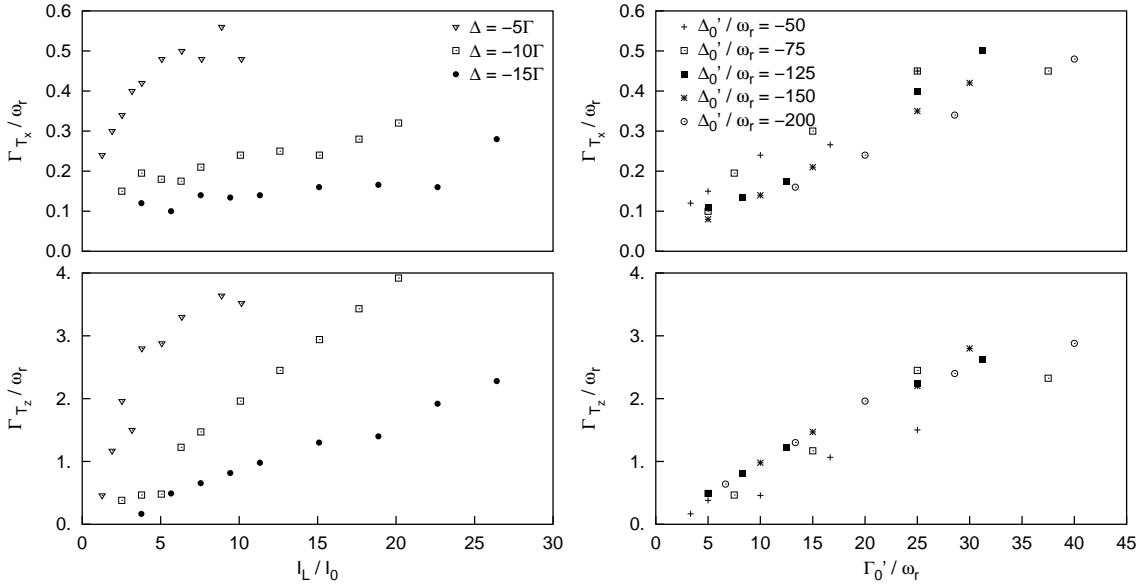 0.6
0.5
0.4
0.3
0.2
0.1
0.0
Γ_{T_x} / ω_r
Δ = −5Γ
Δ = −10Γ
Δ = −15Γ
0.6
0.5
0.4
0.3
0.2
0.1
0.0
Γ_{T_x} / ω_r
Δ_0' / ω_r = −50
Δ_0' / ω_r = −75
Δ_0' / ω_r = −125
Δ_0' / ω_r = −150
Δ_0' / ω_r = −200
4.
3.
2.
1.
0.
Γ_{T_z} / ω_r
0 5 10 15 20 25 30
I_L / I_0
4.
3.
2.
1.
0.
Γ_{T_z} / ω_r
0 5 10 15 20 25 30 35 40 45
Γ_0' / ω_r